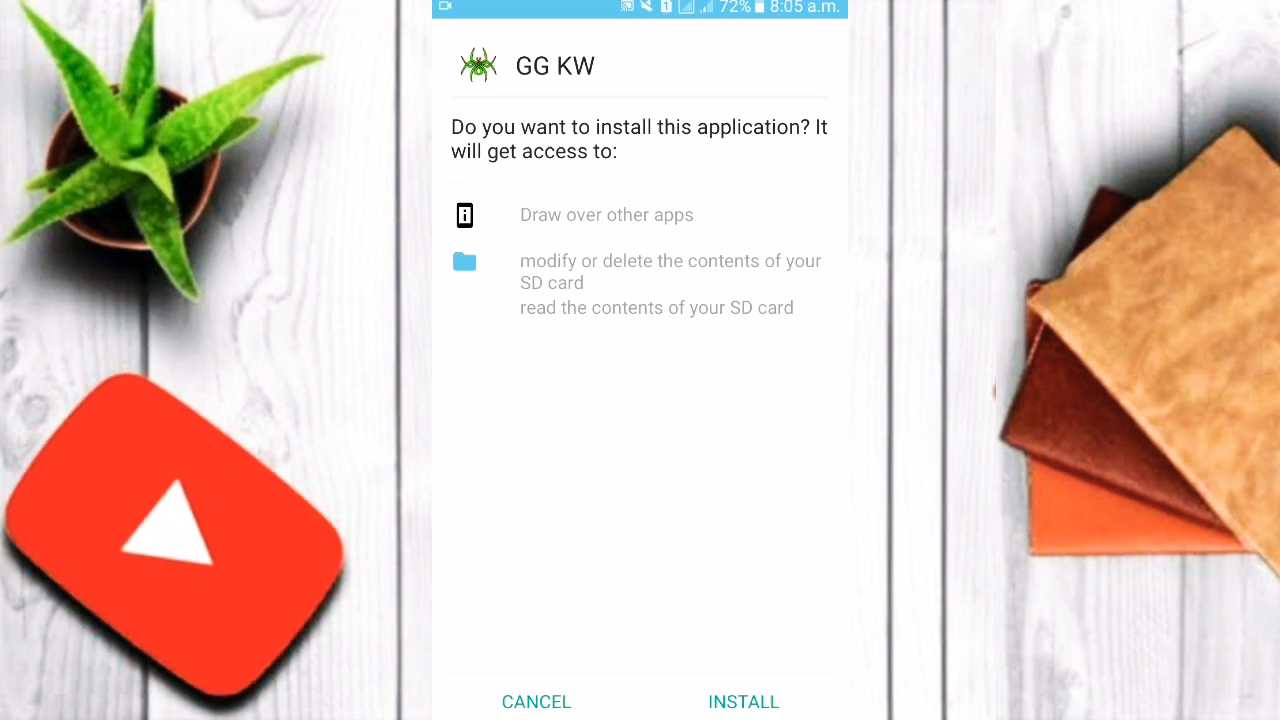 1 72% 8:05 a.m.
GG KW
Do you want to install this application? It
will get access to:
Draw over other apps
modify or delete the contents of your
SD card
read the contents of your SD card
CANCEL INSTALL